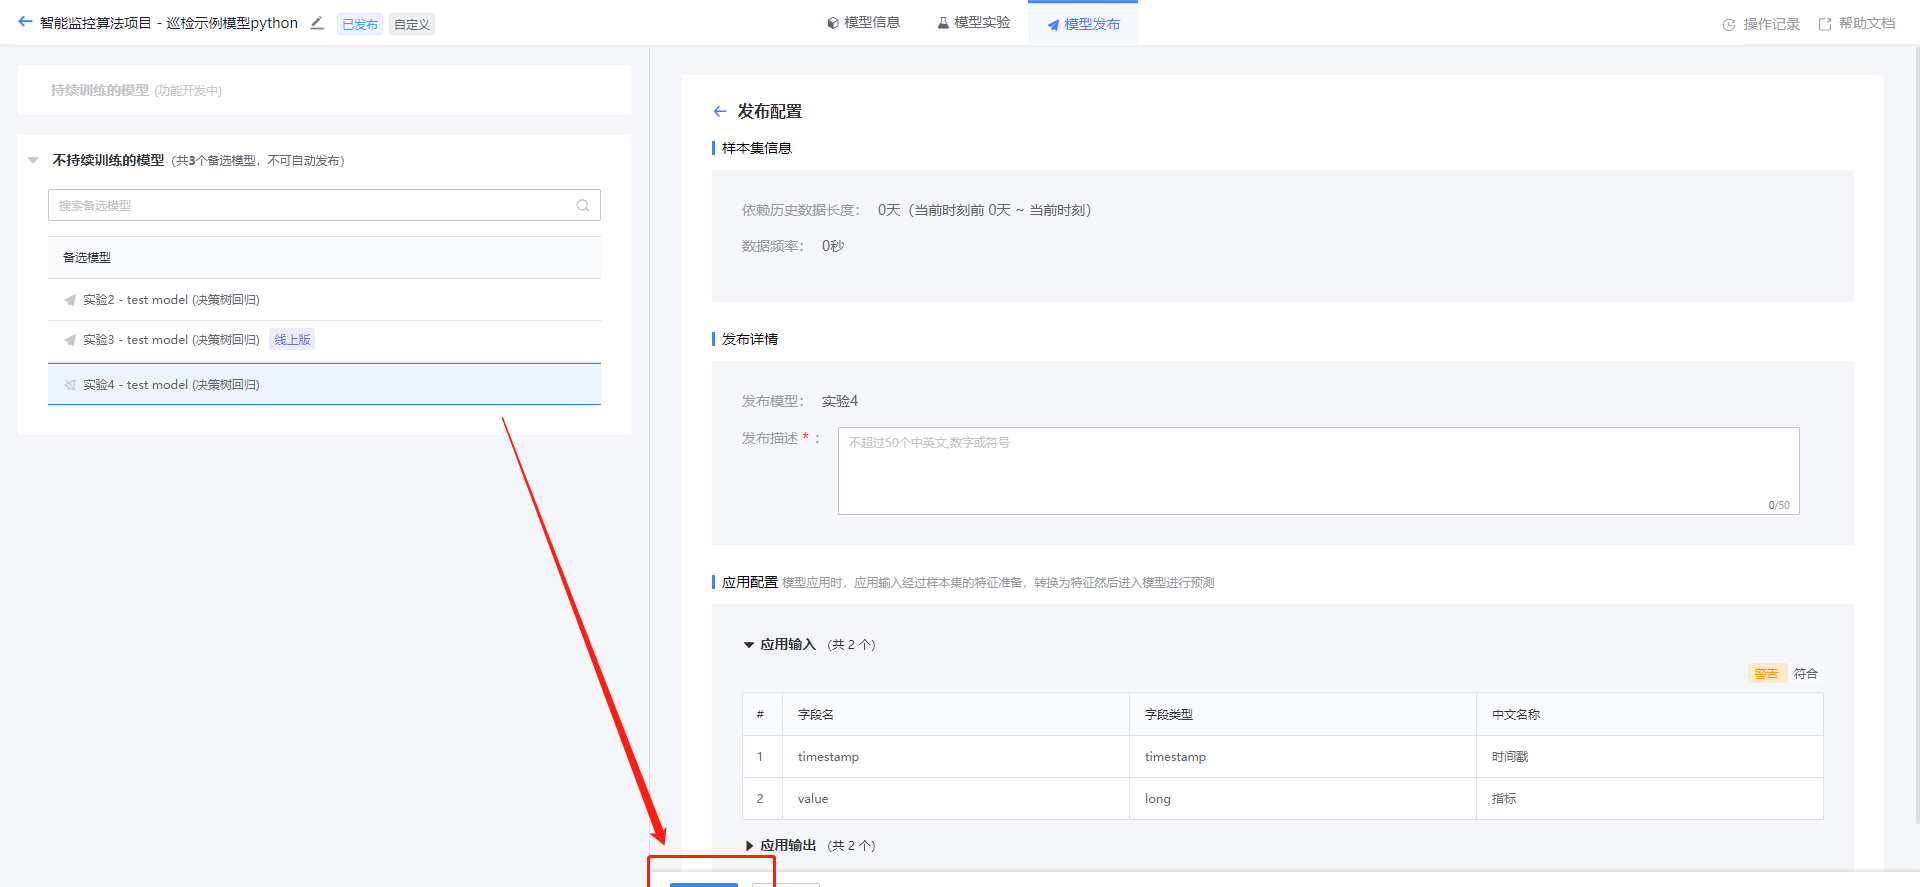 智能监控算法项目 - 巡检示例模型python 已发布 自定义 模型信息 模型实验 模型发布 操作记录 帮助文档
持续训练的模型 (功能开发中)
不持续训练的模型 (共3个备选模型，不可自动发布)
搜索备选模型
备选模型
实验2 - test model (决策树回归)
实验3 - test model (决策树回归) 线上版
实验4 - test model (决策树回归)
发布配置
样本集信息
依赖历史数据长度： 0天（当前时刻前 0天 ~ 当前时刻）
数据频率： 0秒
发布详情
发布模型： 实验4
发布描述 * ：
不超过50个中英文,数字或符号
0/50
应用配置 模型应用时，应用输入经过样本集的特征准备，转换为特征然后进入模型进行预测
应用输入 (共 2 个)
警告 符合
# 字段名 字段类型 中文名称
1 timestamp timestamp 时间戳
2 value long 指标
应用输出 (共 2 个)